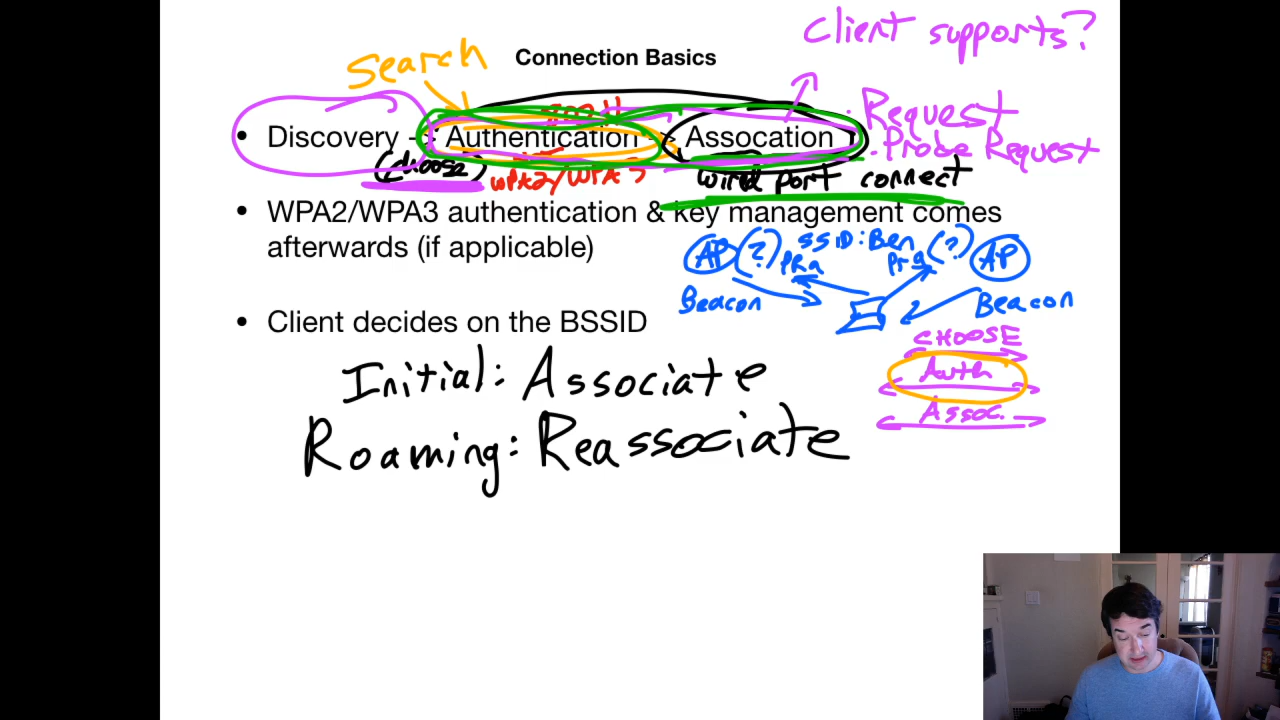 Client supports?
Search
Connection Basics
• Discovery -> Authentication -> Assocation
• Request
• Probe Request
(choose)
WPA2/WPA3
wired port connect
• WPA2/WPA3 authentication & key management comes
afterwards (if applicable)
SSID: Ben
AP (?) PRq
Prq (?) AP
Beacon
Beacon
• Client decides on the BSSID
CHOOSE
Auth
Assoc.
Initial: Associate
Roaming: Reassociate